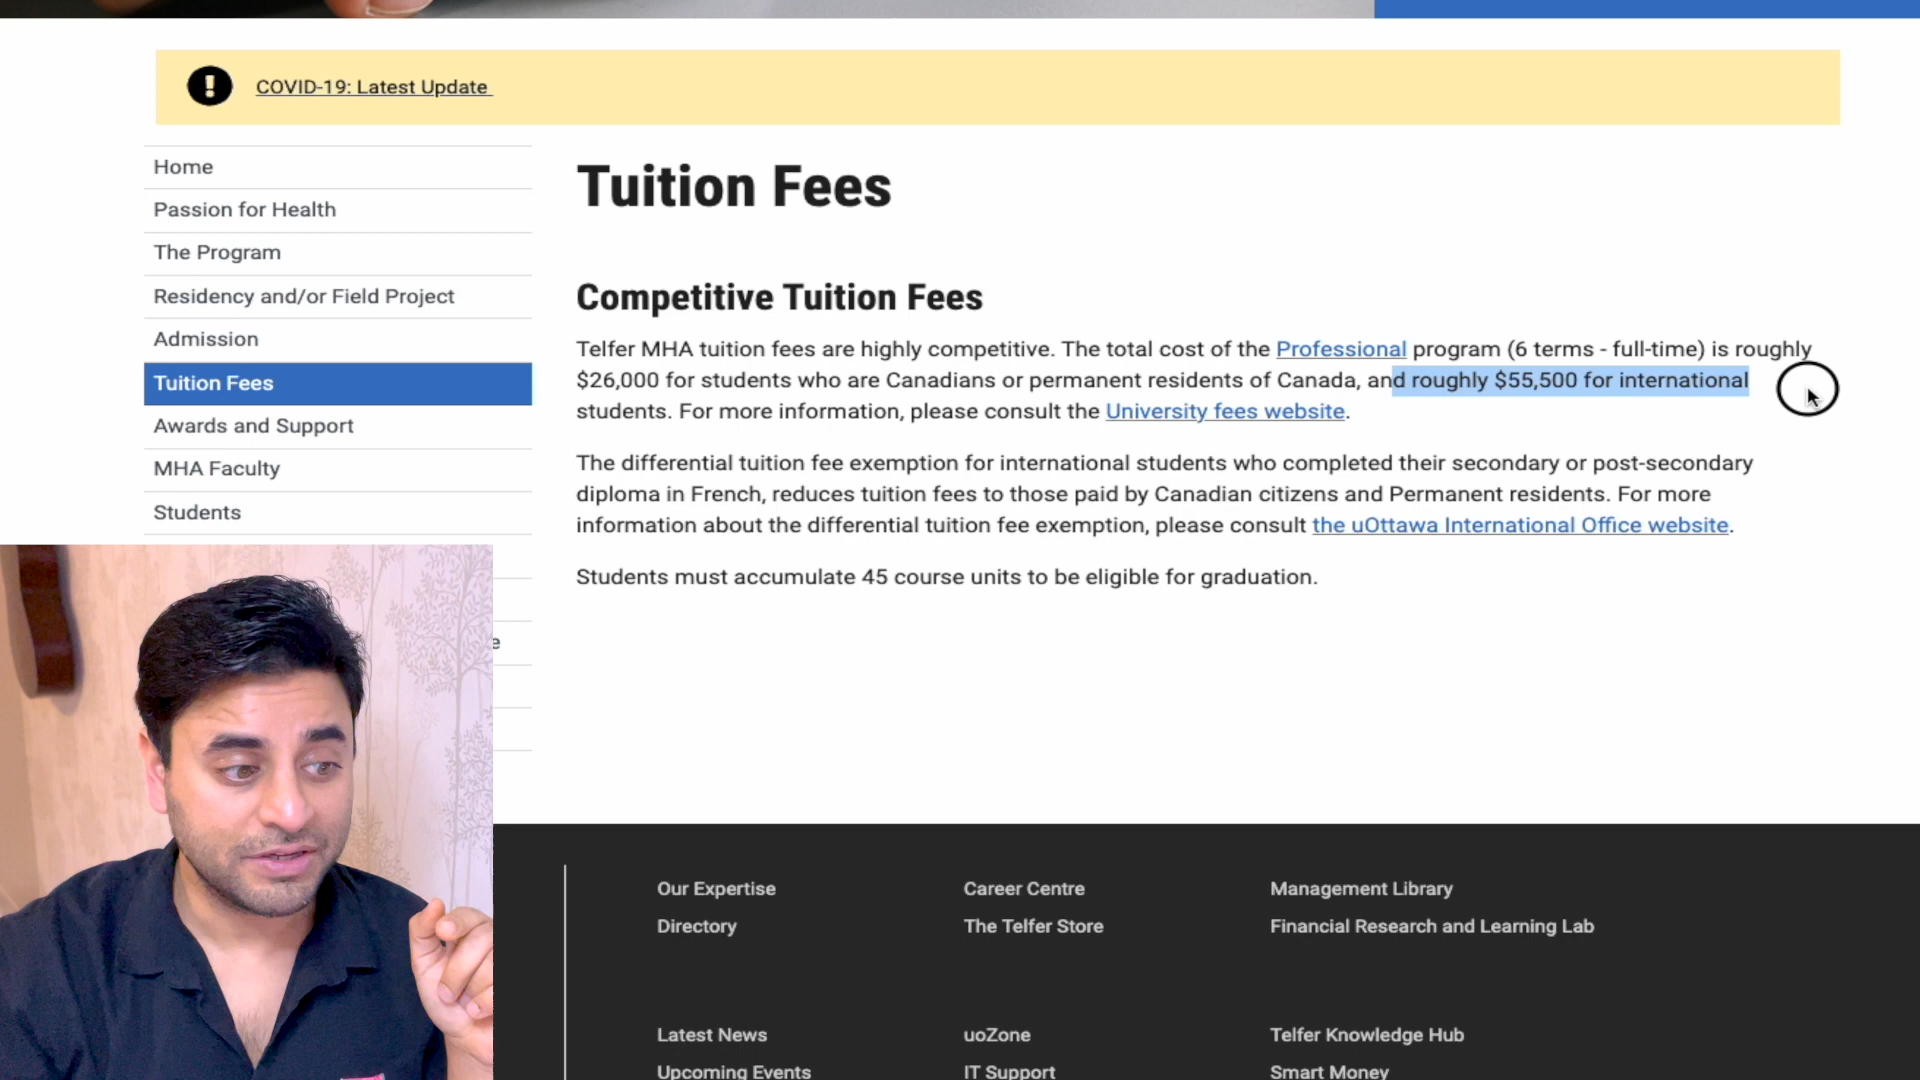 COVID-19: Latest Update
Home
Passion for Health
The Program
Residency and/or Field Project
Admission
Tuition Fees
Awards and Support
MHA Faculty
Students
e
Tuition Fees
Competitive Tuition Fees
Telfer MHA tuition fees are highly competitive. The total cost of the Professional program (6 terms - full-time) is roughly
$26,000 for students who are Canadians or permanent residents of Canada, and roughly $55,500 for international
students. For more information, please consult the University fees website.
The differential tuition fee exemption for international students who completed their secondary or post-secondary
diploma in French, reduces tuition fees to those paid by Canadian citizens and Permanent residents. For more
information about the differential tuition fee exemption, please consult the uOttawa International Office website.
Students must accumulate 45 course units to be eligible for graduation.
Our Expertise
Career Centre
Management Library
Directory
The Telfer Store
Financial Research and Learning Lab
Latest News
uoZone
Telfer Knowledge Hub
Upcoming Events
IT Support
Smart Money